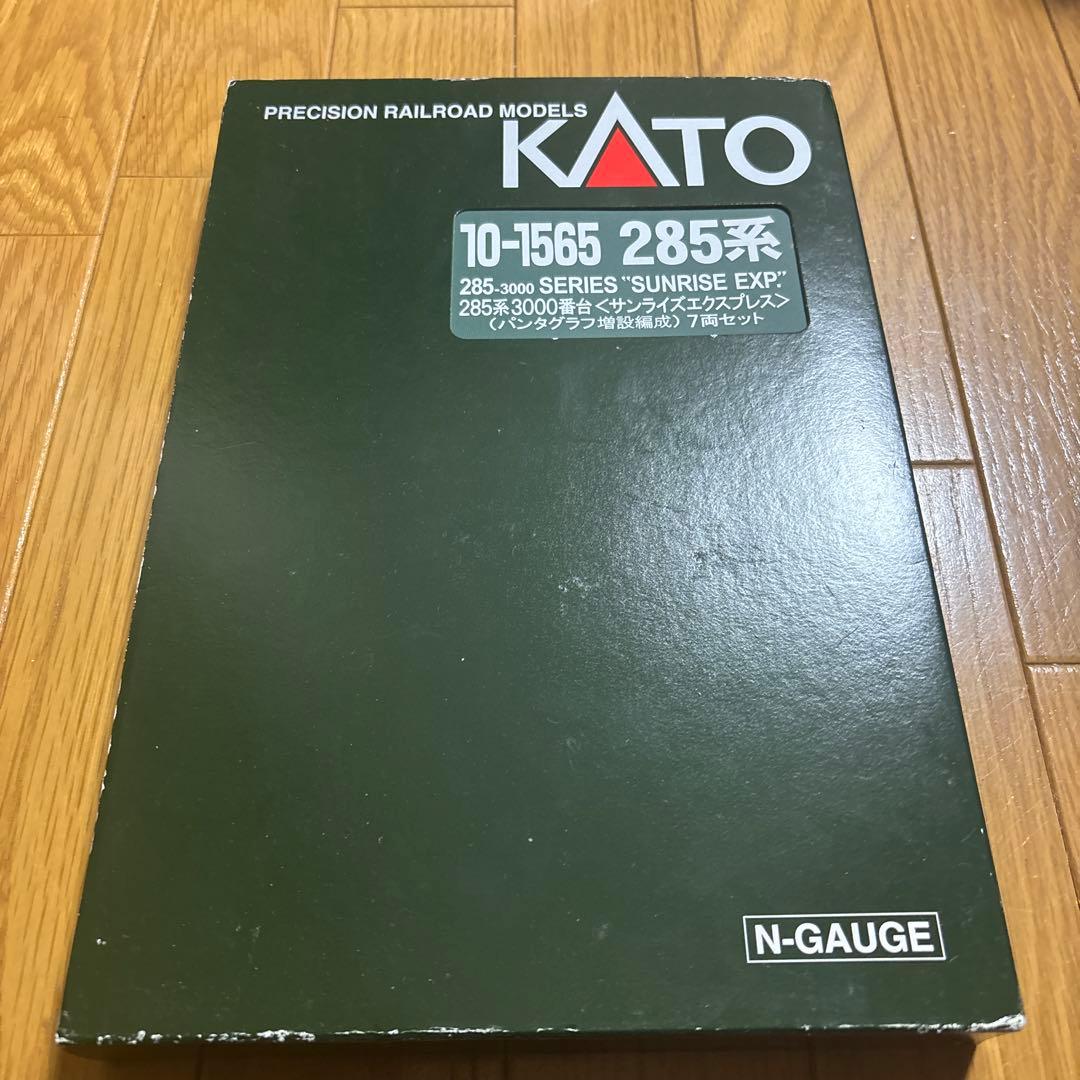 PRECISION RAILROAD MODELS
KATO
10-1565 285系
285-3000 SERIES "SUNRISE EXP."
285系3000番台<サンライズエクスプレス>
(パンタグラフ増設編成)7両セット
N-GAUGE